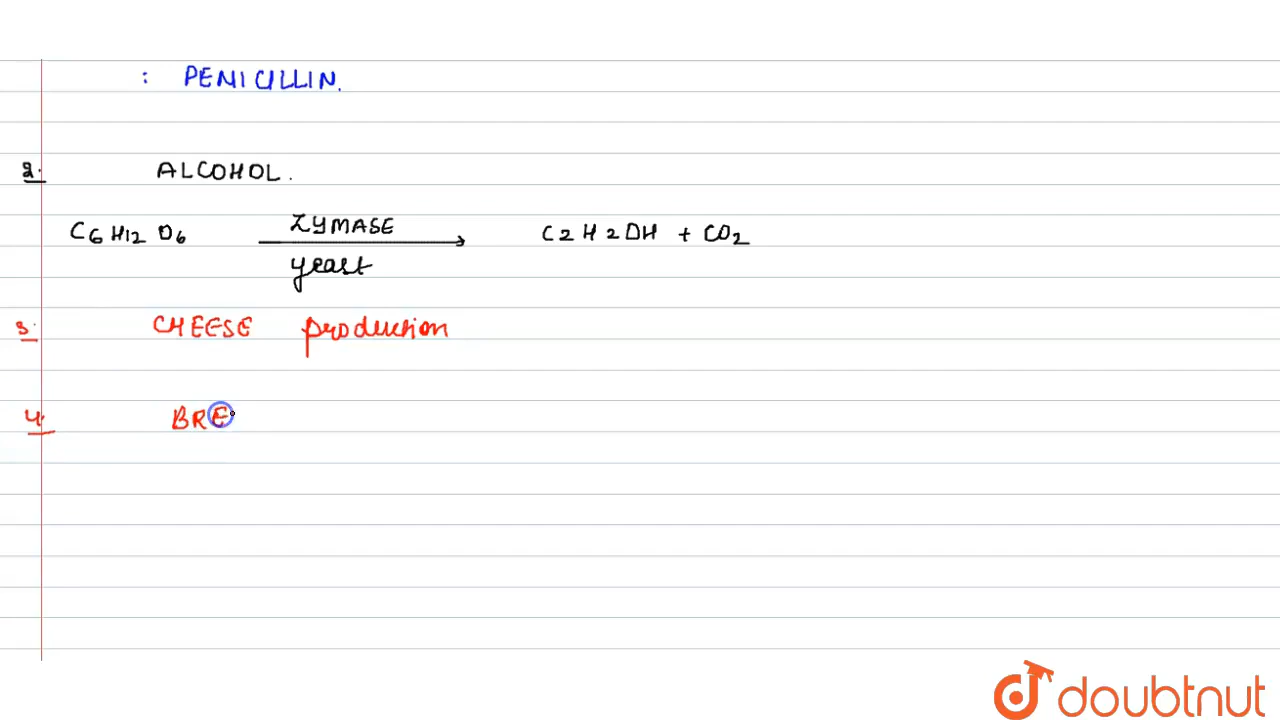 : PENICILLIN.
2. ALCOHOL.
C6 H12 O6 ZYMASE yeast C2 H2 OH + CO2
3. CHEESE production
4. BRE
doubtnut